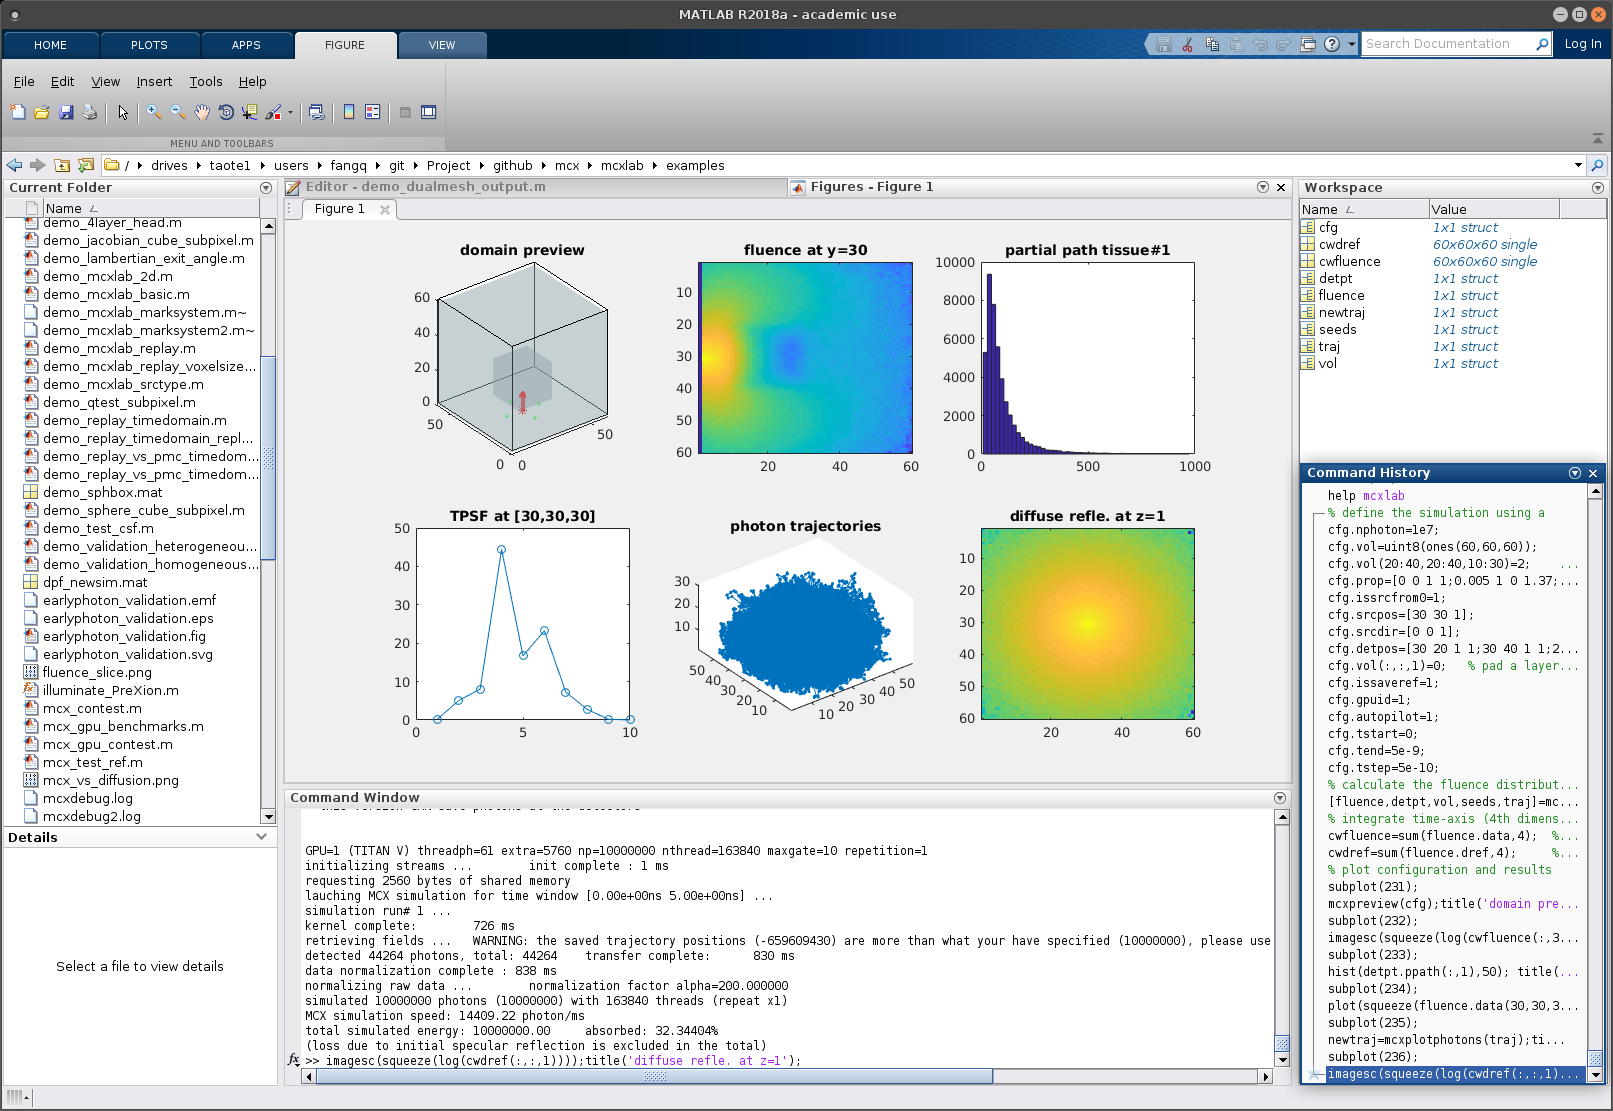 MATLAB R2018a - academic use
HOME PLOTS APPS FIGURE VIEW
Search Documentation
Log In
File Edit View Insert Tools Help
MENU AND TOOLBARS
/ drives taote1 users fangq git Project github mcx mcxlab examples
Current Folder
Name
demo_4layer_head.m
demo_jacobian_cube_subpixel.m
demo_lambertian_exit_angle.m
demo_mcxlab_2d.m
demo_mcxlab_basic.m
demo_mcxlab_marksystem.m~
demo_mcxlab_marksystem2.m~
demo_mcxlab_replay.m
demo_mcxlab_replay_voxelsize...
demo_mcxlab_srctype.m
demo_qtest_subpixel.m
demo_replay_timedomain.m
demo_replay_timedomain_repl...
demo_replay_vs_pmc_timedom...
demo_replay_vs_pmc_timedom...
demo_sphbox.mat
demo_sphere_cube_subpixel.m
demo_test_csf.m
demo_validation_heterogeneou...
demo_validation_homogeneous...
dpf_newsim.mat
earlyphoton_validation.emf
earlyphoton_validation.eps
earlyphoton_validation.fig
earlyphoton_validation.svg
fluence_slice.png
illuminate_PreXion.m
mcx_contest.m
mcx_gpu_benchmarks.m
mcx_gpu_contest.m
mcx_test_ref.m
mcx_vs_diffusion.png
mcxdebug.log
mcxdebug2.log
Details
Select a file to view details
Editor - demo_dualmesh_output.m
Figures - Figure 1
Figure 1
domain preview
60
40
20
0
50
0 0
50
fluence at y=30
10
20
30
40
50
60
20 40 60
partial path tissue#1
10000
8000
6000
4000
2000
0
0 500 1000
TPSF at [30,30,30]
50
40
30
20
10
0
0 5 10
photon trajectories
30
20
10
50
40
30
20
10
10
20
30
40
50
diffuse refle. at z=1
10
20
30
40
50
60
20 40 60
Command Window
GPU=1 (TITAN V) threadph=61 extra=5760 np=10000000 nthread=163840 maxgate=10 repetition=1
initializing streams ... init complete : 1 ms
requesting 2560 bytes of shared memory
lauching MCX simulation for time window [0.00e+00ns 5.00e+00ns] ...
simulation run# 1 ...
kernel complete: 726 ms
retrieving fields ... WARNING: the saved trajectory positions (-659609430) are more than what your have specified (10000000), please use
detected 44264 photons, total: 44264 transfer complete: 830 ms
data normalization complete : 838 ms
normalizing raw data ... normalization factor alpha=200.000000
simulated 10000000 photons (10000000) with 163840 threads (repeat x1)
MCX simulation speed: 14409.22 photon/ms
total simulated energy: 10000000.00 absorbed: 32.34404%
(loss due to initial specular reflection is excluded in the total)
fx >> imagesc(squeeze(log(cwdref(:,:,1))));title('diffuse refle. at z=1');
Workspace
Name Value
cfg 1x1 struct
cwdref 60x60x60 single
cwfluence 60x60x60 single
detpt 1x1 struct
fluence 1x1 struct
newtraj 1x1 struct
seeds 1x1 struct
traj 1x1 struct
vol 1x1 struct
Command History
help mcxlab
% define the simulation using a
cfg.nphoton=1e7;
cfg.vol=uint8(ones(60,60,60));
cfg.vol(20:40,20:40,10:30)=2; ...
cfg.prop=[0 0 1 1;0.005 1 0 1.37;...
cfg.issrcfrom0=1;
cfg.srcpos=[30 30 1];
cfg.srcdir=[0 0 1];
cfg.detpos=[30 20 1 1;30 40 1 1;2...
cfg.vol(:,:,1)=0; % pad a layer...
cfg.issaveref=1;
cfg.gpuid=1;
cfg.autopilot=1;
cfg.tstart=0;
cfg.tend=5e-9;
cfg.tstep=5e-10;
% calculate the fluence distribut...
[fluence,detpt,vol,seeds,traj]=mc...
% integrate time-axis (4th dimens...
cwfluence=sum(fluence.data,4); %...
cwdref=sum(fluence.dref,4); %...
% plot configuration and results
subplot(231);
mcxpreview(cfg);title('domain pre...
subplot(232);
imagesc(squeeze(log(cwfluence(:,3...
subplot(233);
hist(detpt.ppath(:,1),50); title(...
subplot(234);
plot(squeeze(fluence.data(30,30,3...
subplot(235);
newtraj=mcxplotphotons(traj);ti...
subplot(236);
imagesc(squeeze(log(cwdref(:,:,1)...